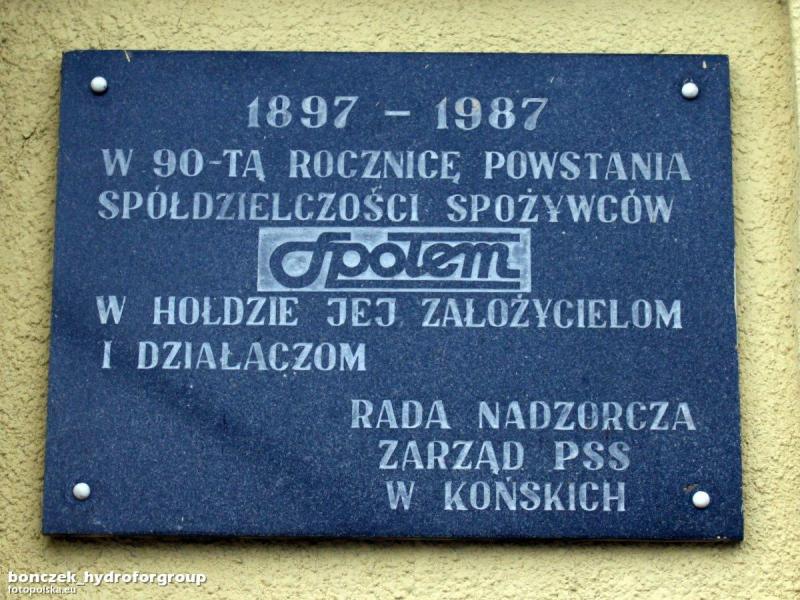 1897 - 1987
W 90-TĄ ROCZNICĘ POWSTANIA
SPÓŁDZIELCZOŚCI SPOŻYWCÓW
Społem
W HOŁDZIE JEJ ZAŁOŻYCIELOM
I DZIAŁACZOM
RADA NADZORCZA
ZARZĄD PSS
W KOŃSKICH
bonczek_hydroforgroup
fotopolska.eu